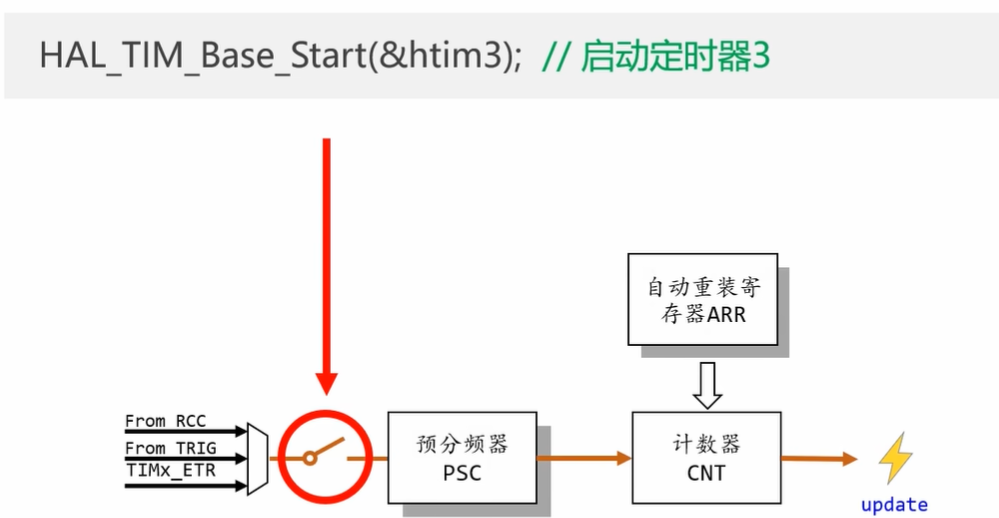 HAL_TIM_Base_Start(&htim3); // 启动定时器3
自动重装寄
存器ARR
From RCC
From TRIG
TIMx_ETR
预分频器
PSC
计数器
CNT
update